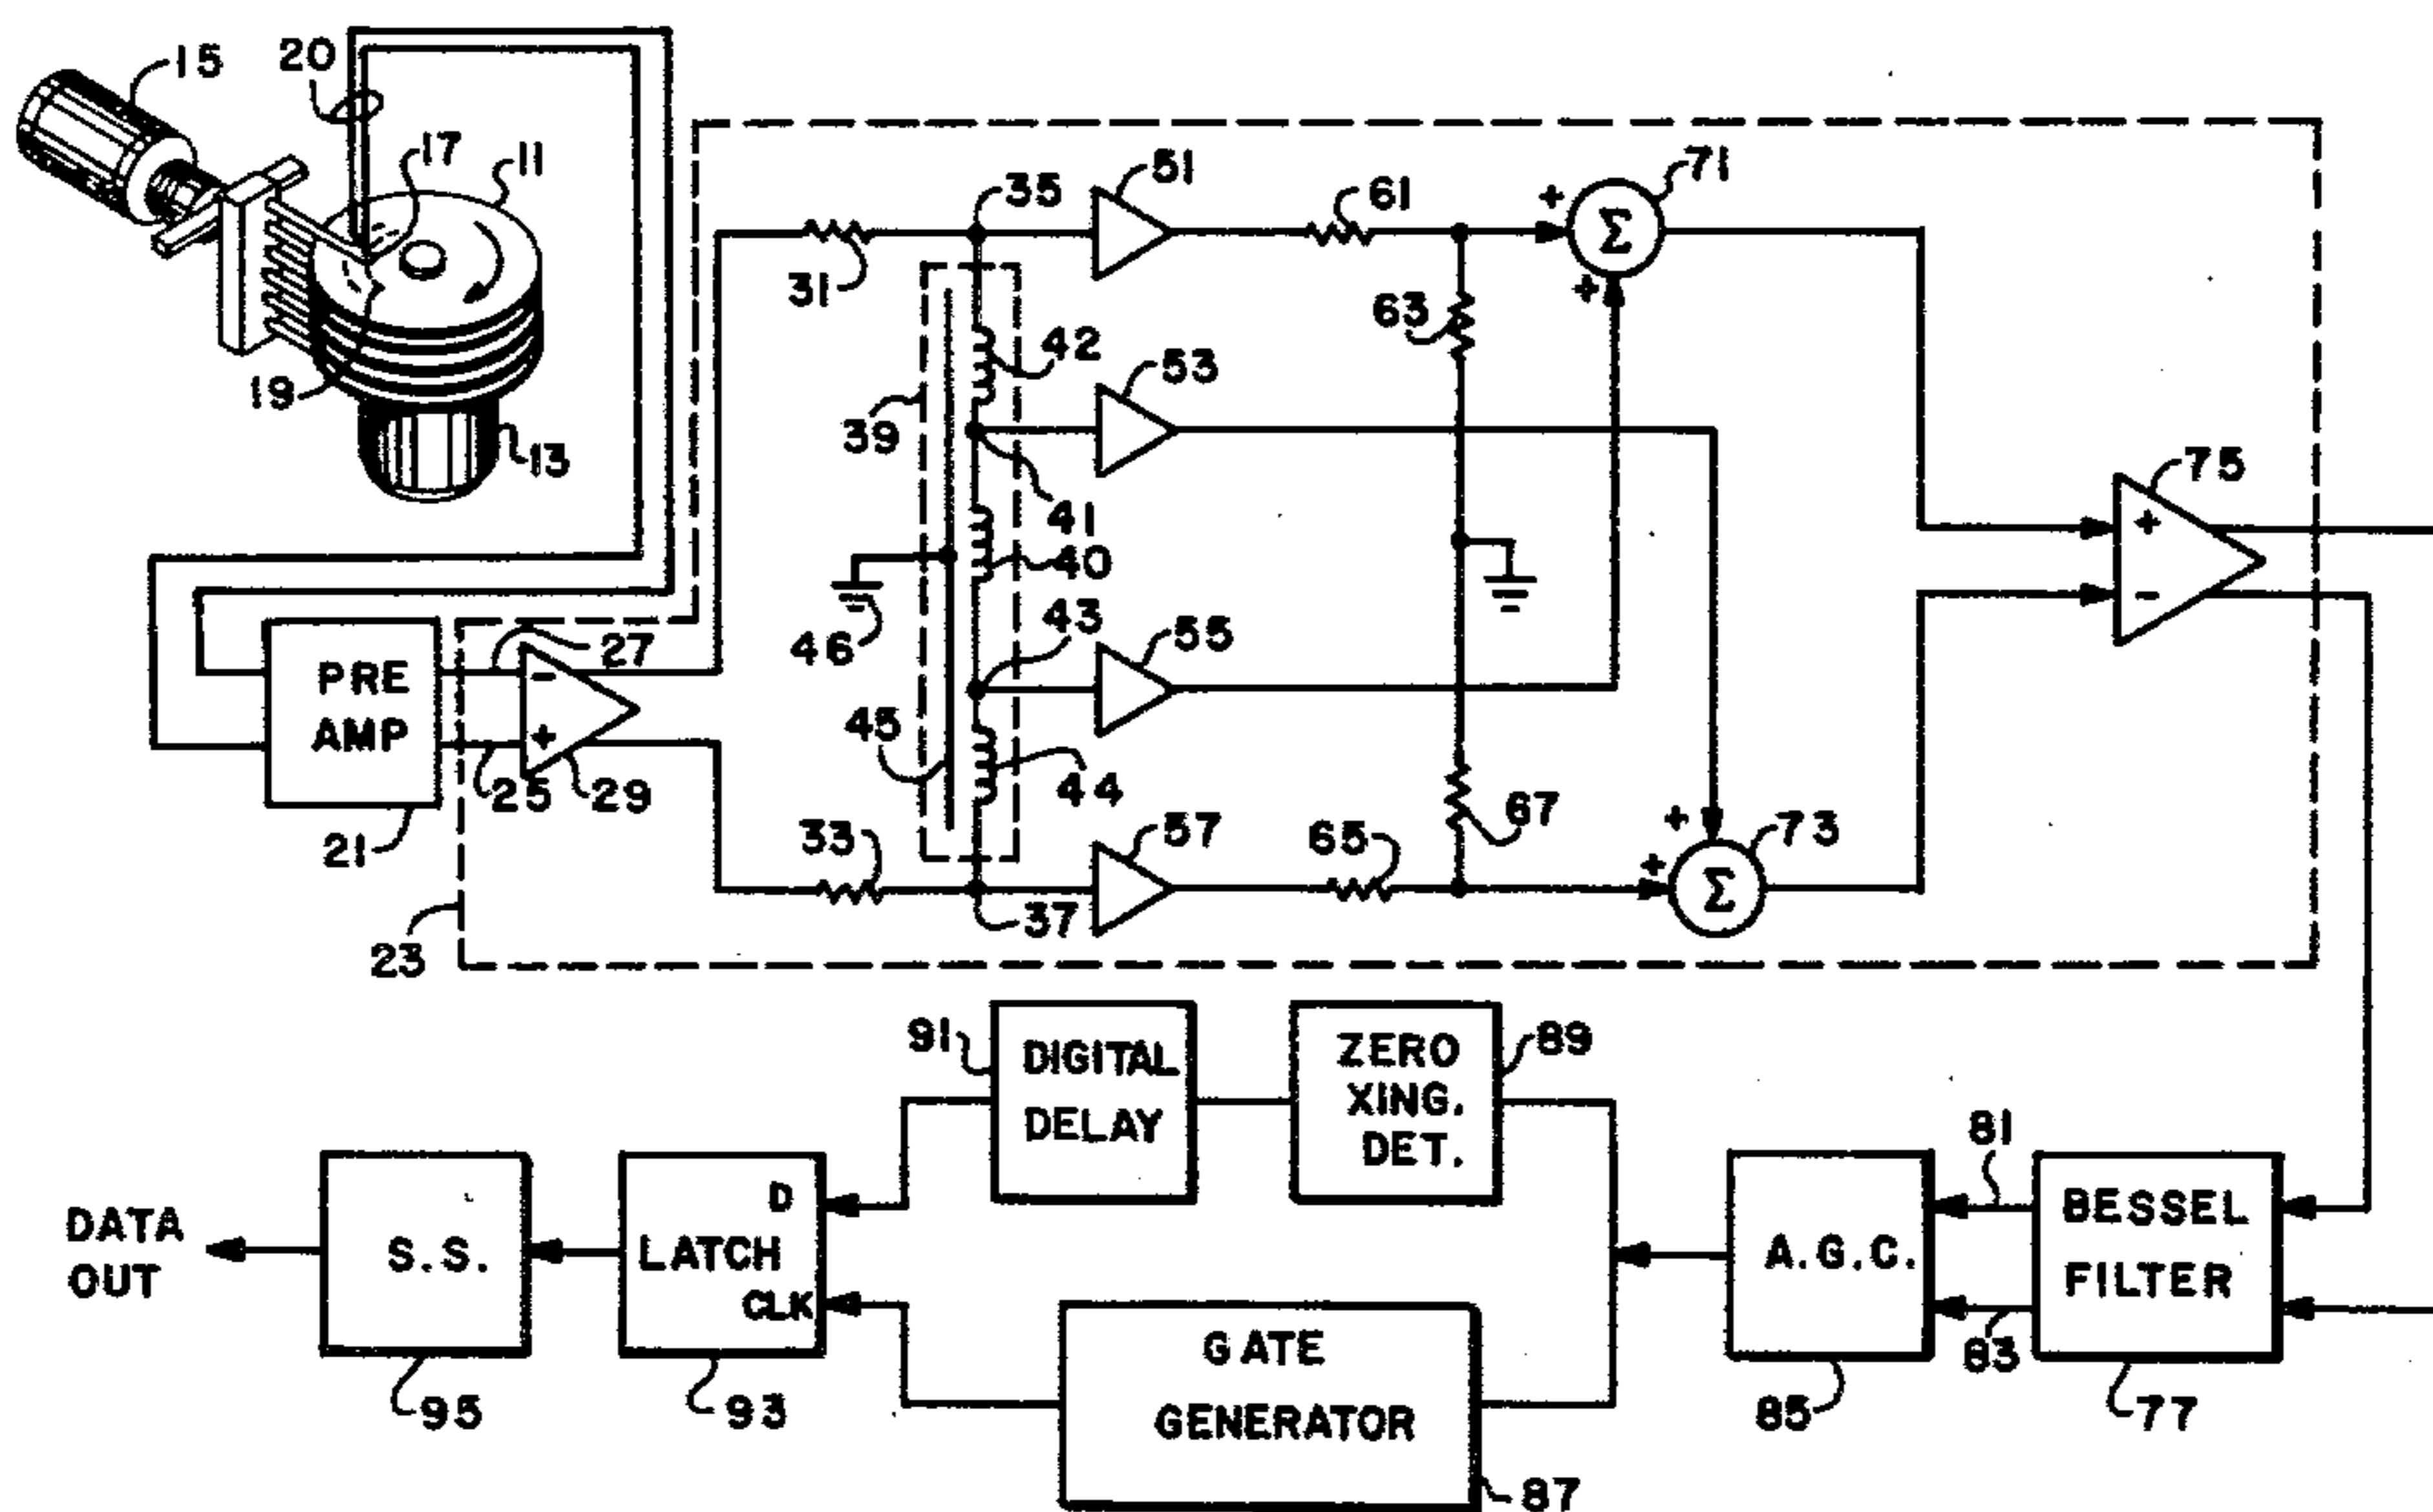 15
20
17
11
19
13
35
51
61
71
+
Σ
+
31
63
42
53
39
41
40
75
+
-
43
46
55
PRE
AMP
27
-
+
25
29
21
45
44
33
57
65
67
+
73
+
Σ
37
23
91
DIGITAL
DELAY
ZERO
XING.
DET.
89
81
DATA
OUT
S.S.
D
LATCH
CLK
A.G.C.
BESSEL
FILTER
83
GATE
GENERATOR
95
93
85
77
87